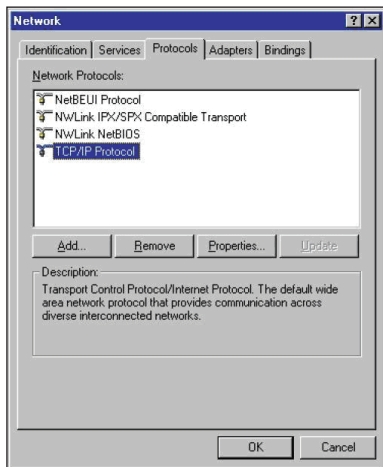 Network
Identification Services Protocols Adapters Bindings
Network Protocols:
NetBEUI Protocol
NWLink IPX/SPX Compatible Transport
NWLink NetBIOS
TCP/IP Protocol
Add... Remove Properties... Update
Description:
Transport Control Protocol/Internet Protocol. The default wide
area network protocol that provides communication across
diverse interconnected networks.
OK Cancel